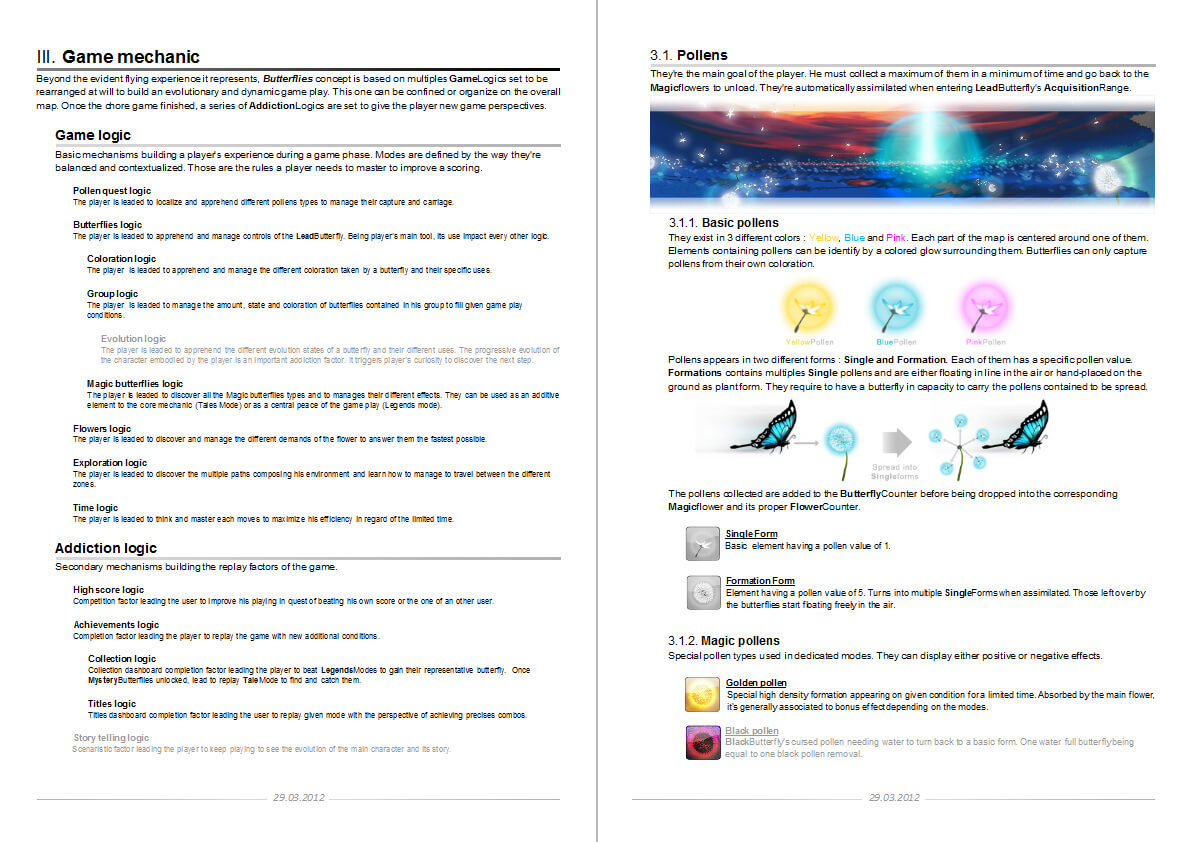 III. Game mechanic
Beyond the evident flying experience it represents, Butterflies concept is based on multiples GameLogics set to be
rearranged at will to build an evolutionary and dynamic game play. This one can be confined or organize on the overall
map. Once the chore game finished, a series of AddictionLogics are set to give the player new game perspectives.
Game logic
Basic mechanisms building a player's experience during a game phase. Modes are defined by the way they're
balanced and contextualized. Those are the rules a player needs to master to improve a scoring.
Pollen quest logic
The player is leaded to localize and apprehend different pollens types to manage their capture and carriage.
Butterflies logic
The player is leaded to apprehend and manage controls of the LeadButterfly. Being player's main tool, its use impact every other logic.
Coloration logic
The player is leaded to apprehend and manage the different coloration taken by a butterfly and their specific uses.
Group logic
The player is leaded to manage the amount, state and coloration of butterflies contained in his group to fill given game play
conditions.
Evolution logic
The player is leaded to apprehend the different evolution states of a butterfly and their different uses. The progressive evolution of
the character embodied by the player is an important addiction factor. It triggers player's curiosity to discover the next step.
Magic butterflies logic
The player is leaded to discover all the Magic butterflies types and to manages their different effects. They can be used as an additive
element to the core mechanic (Tales Mode) or as a central peace of the game play (Legends mode).
Flowers logic
The player is leaded to discover and manage the different demands of the flower to answer them the fastest possible.
Exploration logic
The player is leaded to discover the multiple paths composing his environment and learn how to manage to travel between the different
zones.
Time logic
The player is leaded to think and master each moves to maximize his efficiency in regard of the limited time.
Addiction logic
Secondary mechanisms building the replay factors of the game.
High score logic
Competition factor leading the user to improve his playing in quest of beating his own score or the one of an other user.
Achievements logic
Completion factor leading the player to replay the game with new additional conditions.
Collection logic
Collection dashboard completion factor leading the player to beat LegendsModes to gain their representative butterfly. Once
MysteryButterflies unlocked, lead to replay TaleMode to find and catch them.
Titles logic
Titles dashboard completion factor leading the user to replay given mode with the perspective of achieving precises combos.
Story telling logic
Scenaristic factor leading the player to keep playing to see the evolution of the main character and its story.
29.03.2012
3.1. Pollens
They're the main goal of the player. He must collect a maximum of them in a minimum of time and go back to the
Magicflowers to unload. They're automatically assimilated when entering LeadButterfly's AcquisitionRange.
3.1.1. Basic pollens
They exist in 3 different colors : Yellow, Blue and Pink. Each part of the map is centered around one of them.
Elements containing pollens can be identify by a colored glow surrounding them. Butterflies can only capture
pollens from their own coloration.
YellowPollen BluePollen PinkPollen
Pollens appears in two different forms : Single and Formation. Each of them has a specific pollen value.
Formations contains multiples Single pollens and are either floating in line in the air or hand-placed on the
ground as plant form. They require to have a butterfly in capacity to carry the pollens contained to be spread.
Spread into
Singleforms
The pollens collected are added to the ButterflyCounter before being dropped into the corresponding
Magicflower and its proper FlowerCounter.
Single Form
Basic element having a pollen value of 1.
Formation Form
Element having a pollen value of 5. Turns into multiple SingleForms when assimilated. Those left over by
the butterflies start floating freely in the air.
3.1.2. Magic pollens
Special pollen types used in dedicated modes. They can display either positive or negative effects.
Golden pollen
Special high density formation appearing on given condition for a limited time. Absorbed by the main flower,
it's generally associated to bonus effect depending on the modes.
Black pollen
BlackButterfly's cursed pollen needing water to turn back to a basic form. One water full butterfly being
equal to one black pollen removal.
29.03.2012